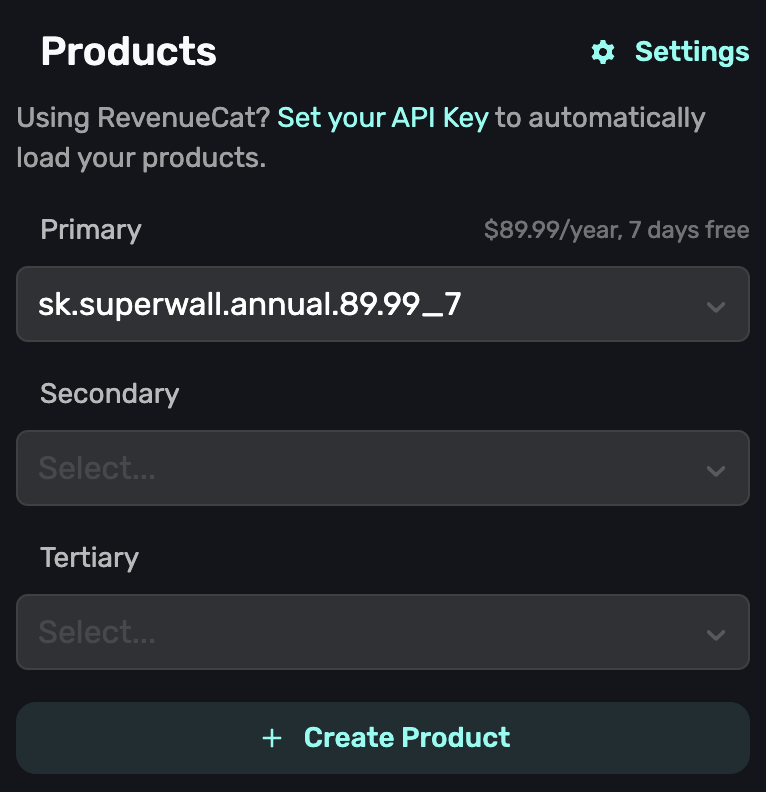 Products
Settings
Using RevenueCat? Set your API Key to automatically
load your products.
Primary
$89.99/year, 7 days free
sk.superwall.annual.89.99_7
Secondary
Select...
Tertiary
Select...
+ Create Product